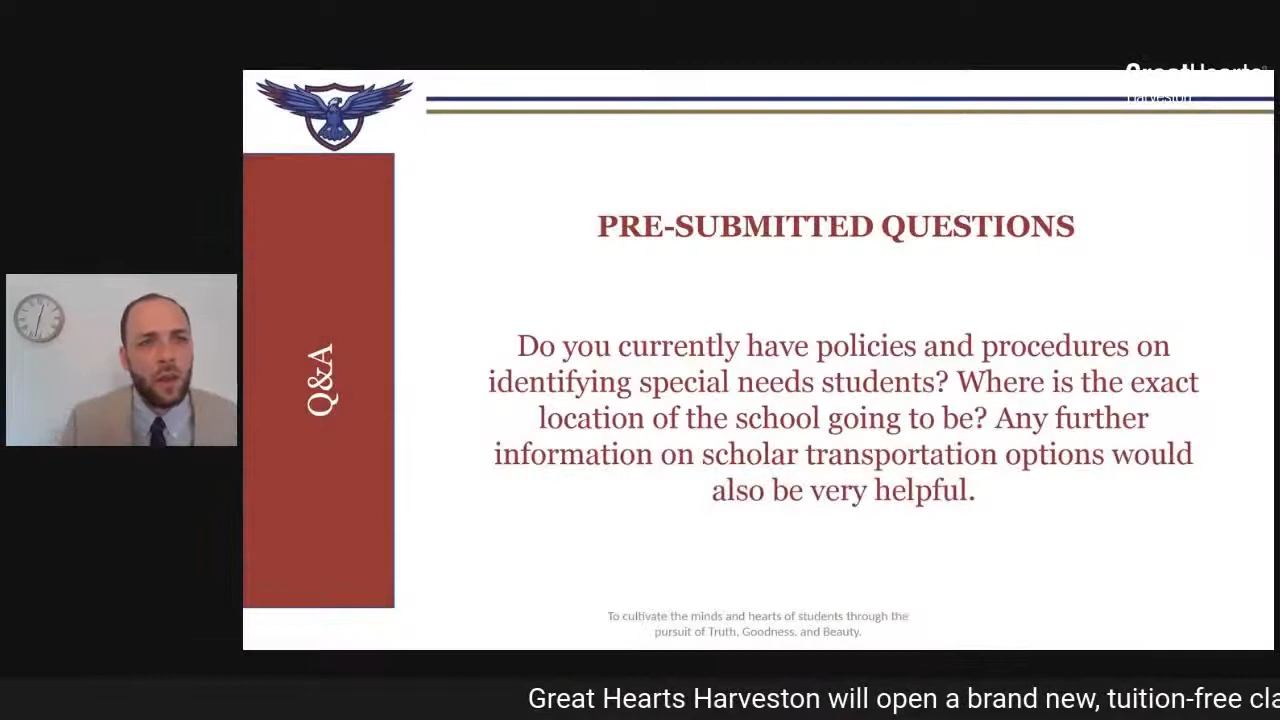 GreatHearts
Harveston
PRE-SUBMITTED QUESTIONS
Do you currently have policies and procedures on
identifying special needs students? Where is the exact
location of the school going to be? Any further
information on scholar transportation options would
also be very helpful.
Q&A
To cultivate the minds and hearts of students through the
pursuit of Truth, Goodness, and Beauty.
Great Hearts Harveston will open a brand new, tuition-free cla